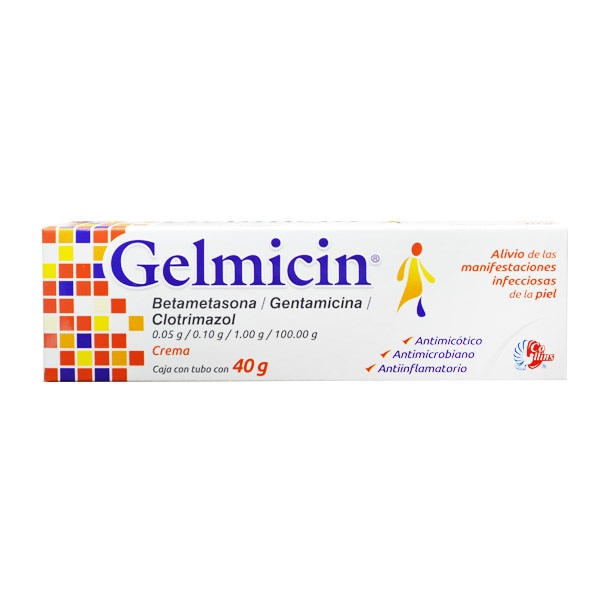 Gelmicin®
Betametasona / Gentamicina /
Clotrimazol
0.05 g / 0.10 g / 1.00 g / 100.00 g
Crema
Caja con tubo con 40 g
Alivio de las
manifestaciones
infecciosas
de la piel
Antimicótico
Antimicrobiano
Antiinflamatorio
Collins